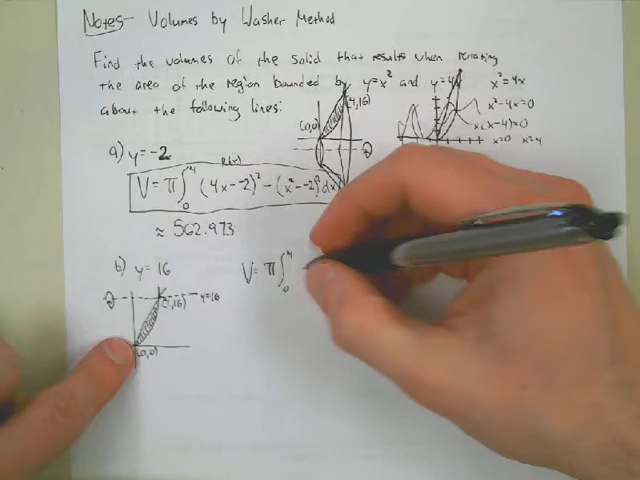 Notes- Volumes by Washer Method
Find the volumes of the solid that results when rotating
the area of the region bounded by y=x² and y=4x
about the following lines:
x²=4x
x²-4x=0
x(x-4)=0
x=0 x=4
(4,16)
(0,0)
a) y=-2
R(x)
V= π∫₀⁴ (4x--2)²-(x²--2)²dx
≈ 562.973
b) y=16
(4,16) y=16
(0,0)
V= π∫₀⁴